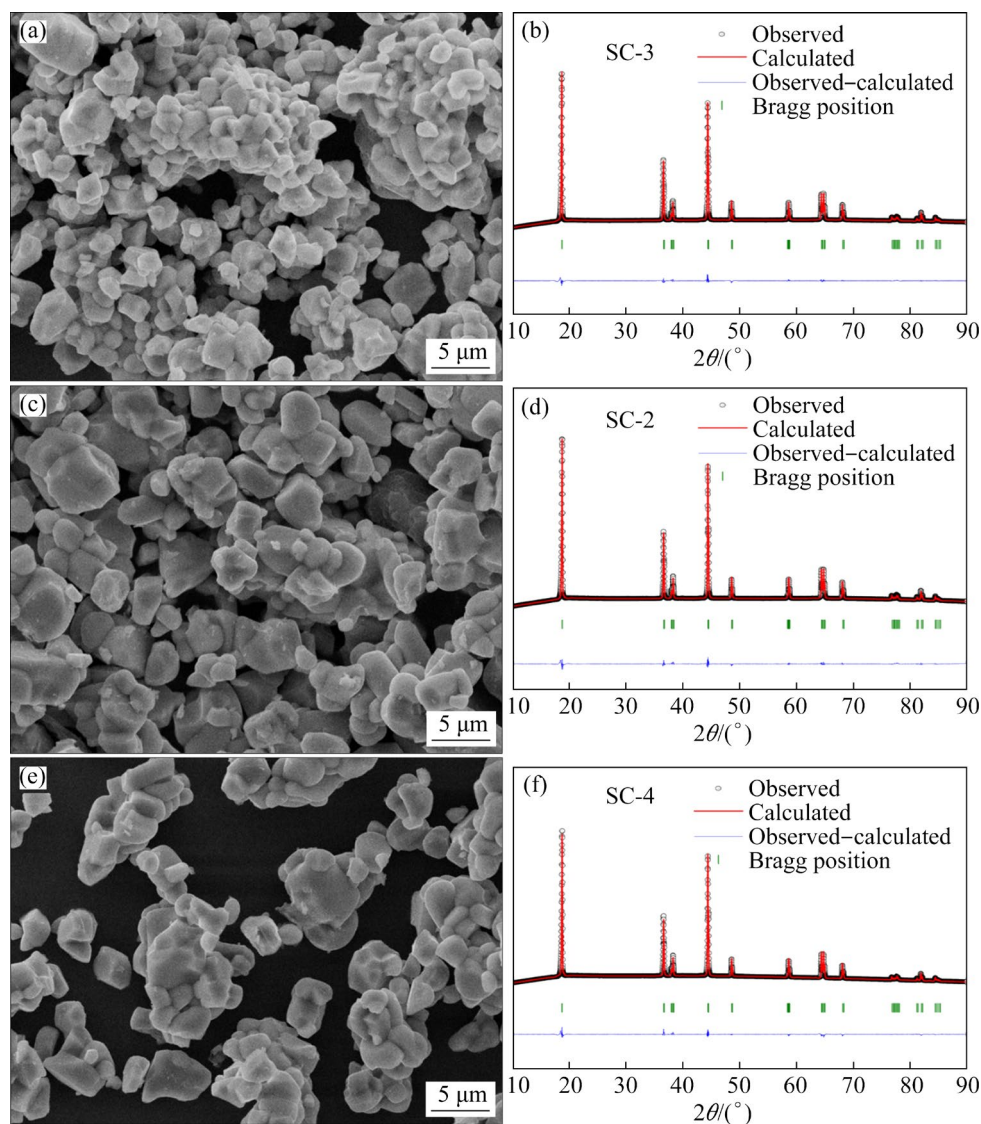 (a)
5 μm
(b)
SC-3
Observed
Calculated
Observed−calculated
Bragg position
10 20 30 40 50 60 70 80 90
2θ/(°)
(c)
5 μm
(d)
SC-2
Observed
Calculated
Observed−calculated
Bragg position
10 20 30 40 50 60 70 80 90
2θ/(°)
(e)
5 μm
(f)
SC-4
Observed
Calculated
Observed−calculated
Bragg position
10 20 30 40 50 60 70 80 90
2θ/(°)